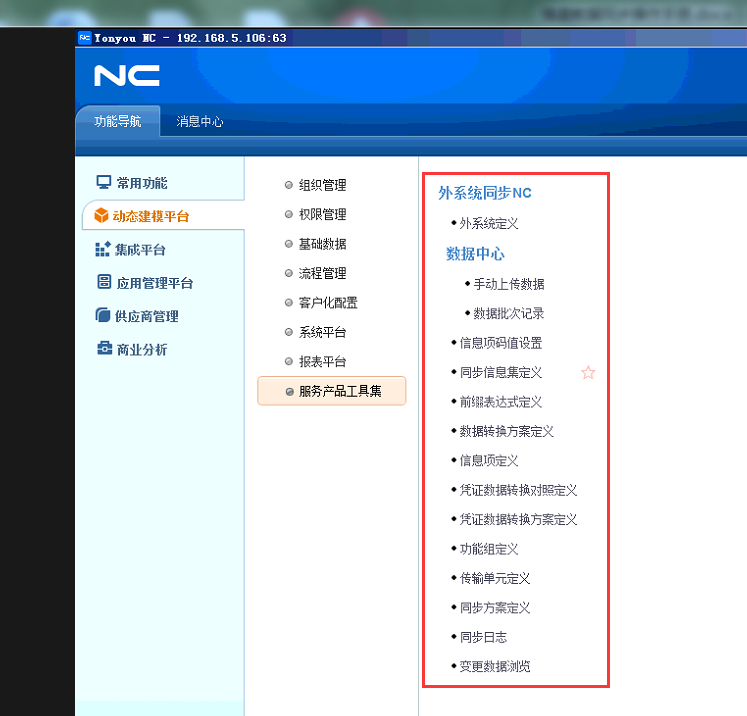 Yonyou NC - 192.168.5.106:63
NC
功能导航
消息中心
常用功能
动态建模平台
集成平台
应用管理平台
供应商管理
商业分析
组织管理
权限管理
基础数据
流程管理
客户化配置
系统平台
报表平台
服务产品工具集
外系统同步NC
外系统定义
数据中心
手动上传数据
数据批次记录
信息项码值设置
同步信息集定义
前缀表达式定义
数据转换方案定义
信息项定义
凭证数据转换对照定义
凭证数据转换方案定义
功能组定义
传输单元定义
同步方案定义
同步日志
变更数据浏览